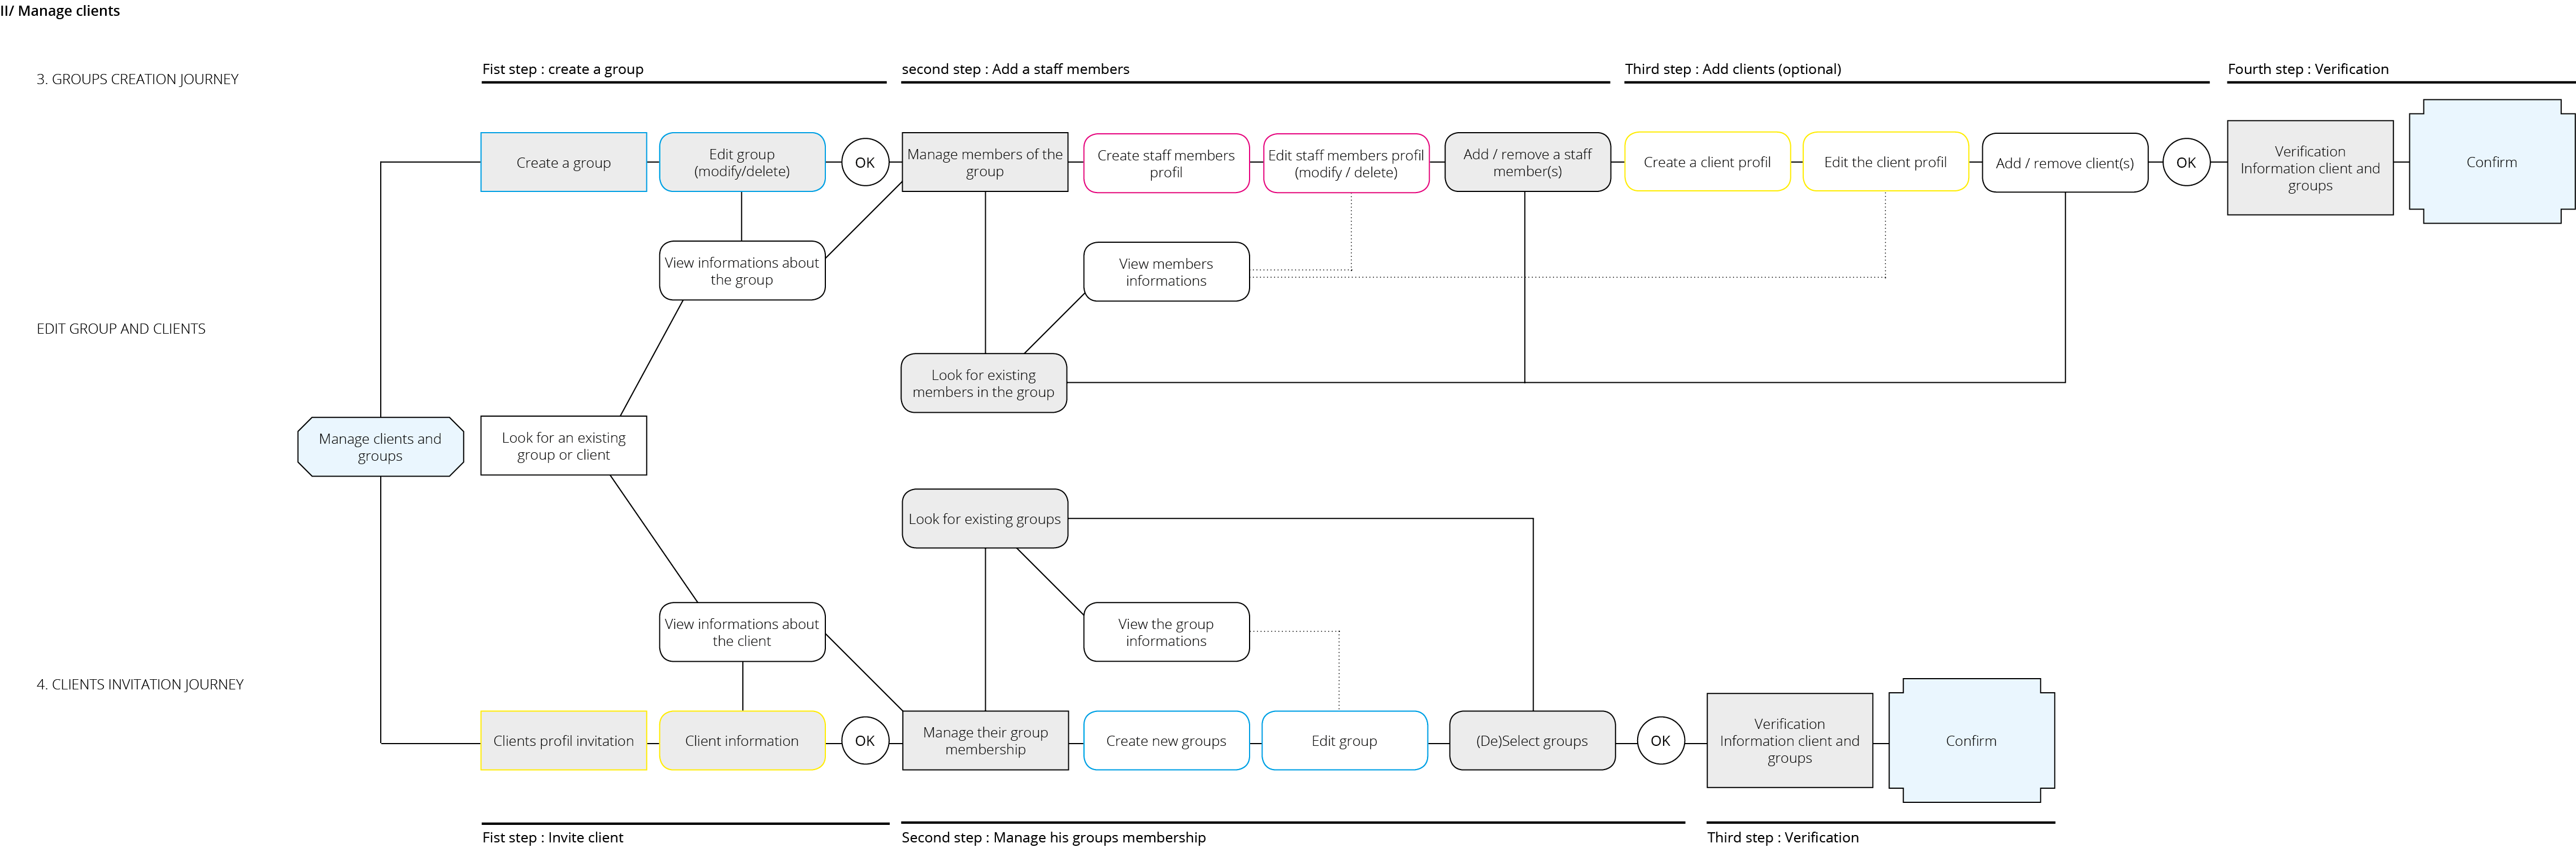 II/ Manage clients
3. GROUPS CREATION JOURNEY
Fist step : create a group
second step : Add a staff members
Third step : Add clients (optional)
Fourth step : Verification
Create a group
Edit group
(modify/delete)
OK
Manage members of the
group
Create staff members
profil
Edit staff members profil
(modify / delete)
Add / remove a staff
member(s)
Create a client profil
Edit the client profil
Add / remove client(s)
OK
Verification
Information client and
groups
Confirm
View informations about
the group
View members
informations
EDIT GROUP AND CLIENTS
Look for existing
members in the group
Manage clients and
groups
Look for an existing
group or client
Look for existing groups
View informations about
the client
View the group
informations
4. CLIENTS INVITATION JOURNEY
Clients profil invitation
Client information
OK
Manage their group
membership
Create new groups
Edit group
(De)Select groups
OK
Verification
Information client and
groups
Confirm
Fist step : Invite client
Second step : Manage his groups membership
Third step : Verification